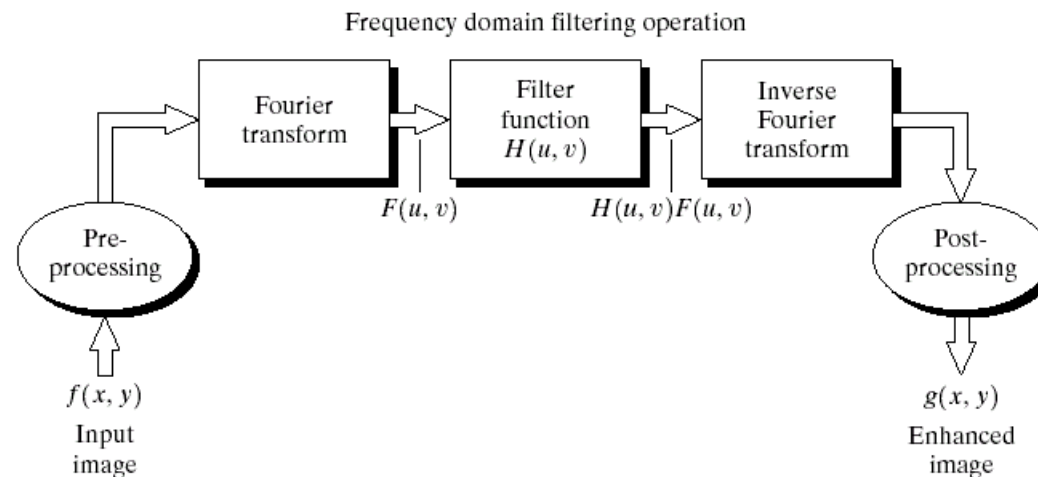 Frequency domain filtering operation
Fourier
transform
Filter
function
H(u, v)
Inverse
Fourier
transform
F(u, v)
H(u, v)F(u, v)
Pre-
processing
Post-
processing
f(x, y)
Input
image
g(x, y)
Enhanced
image